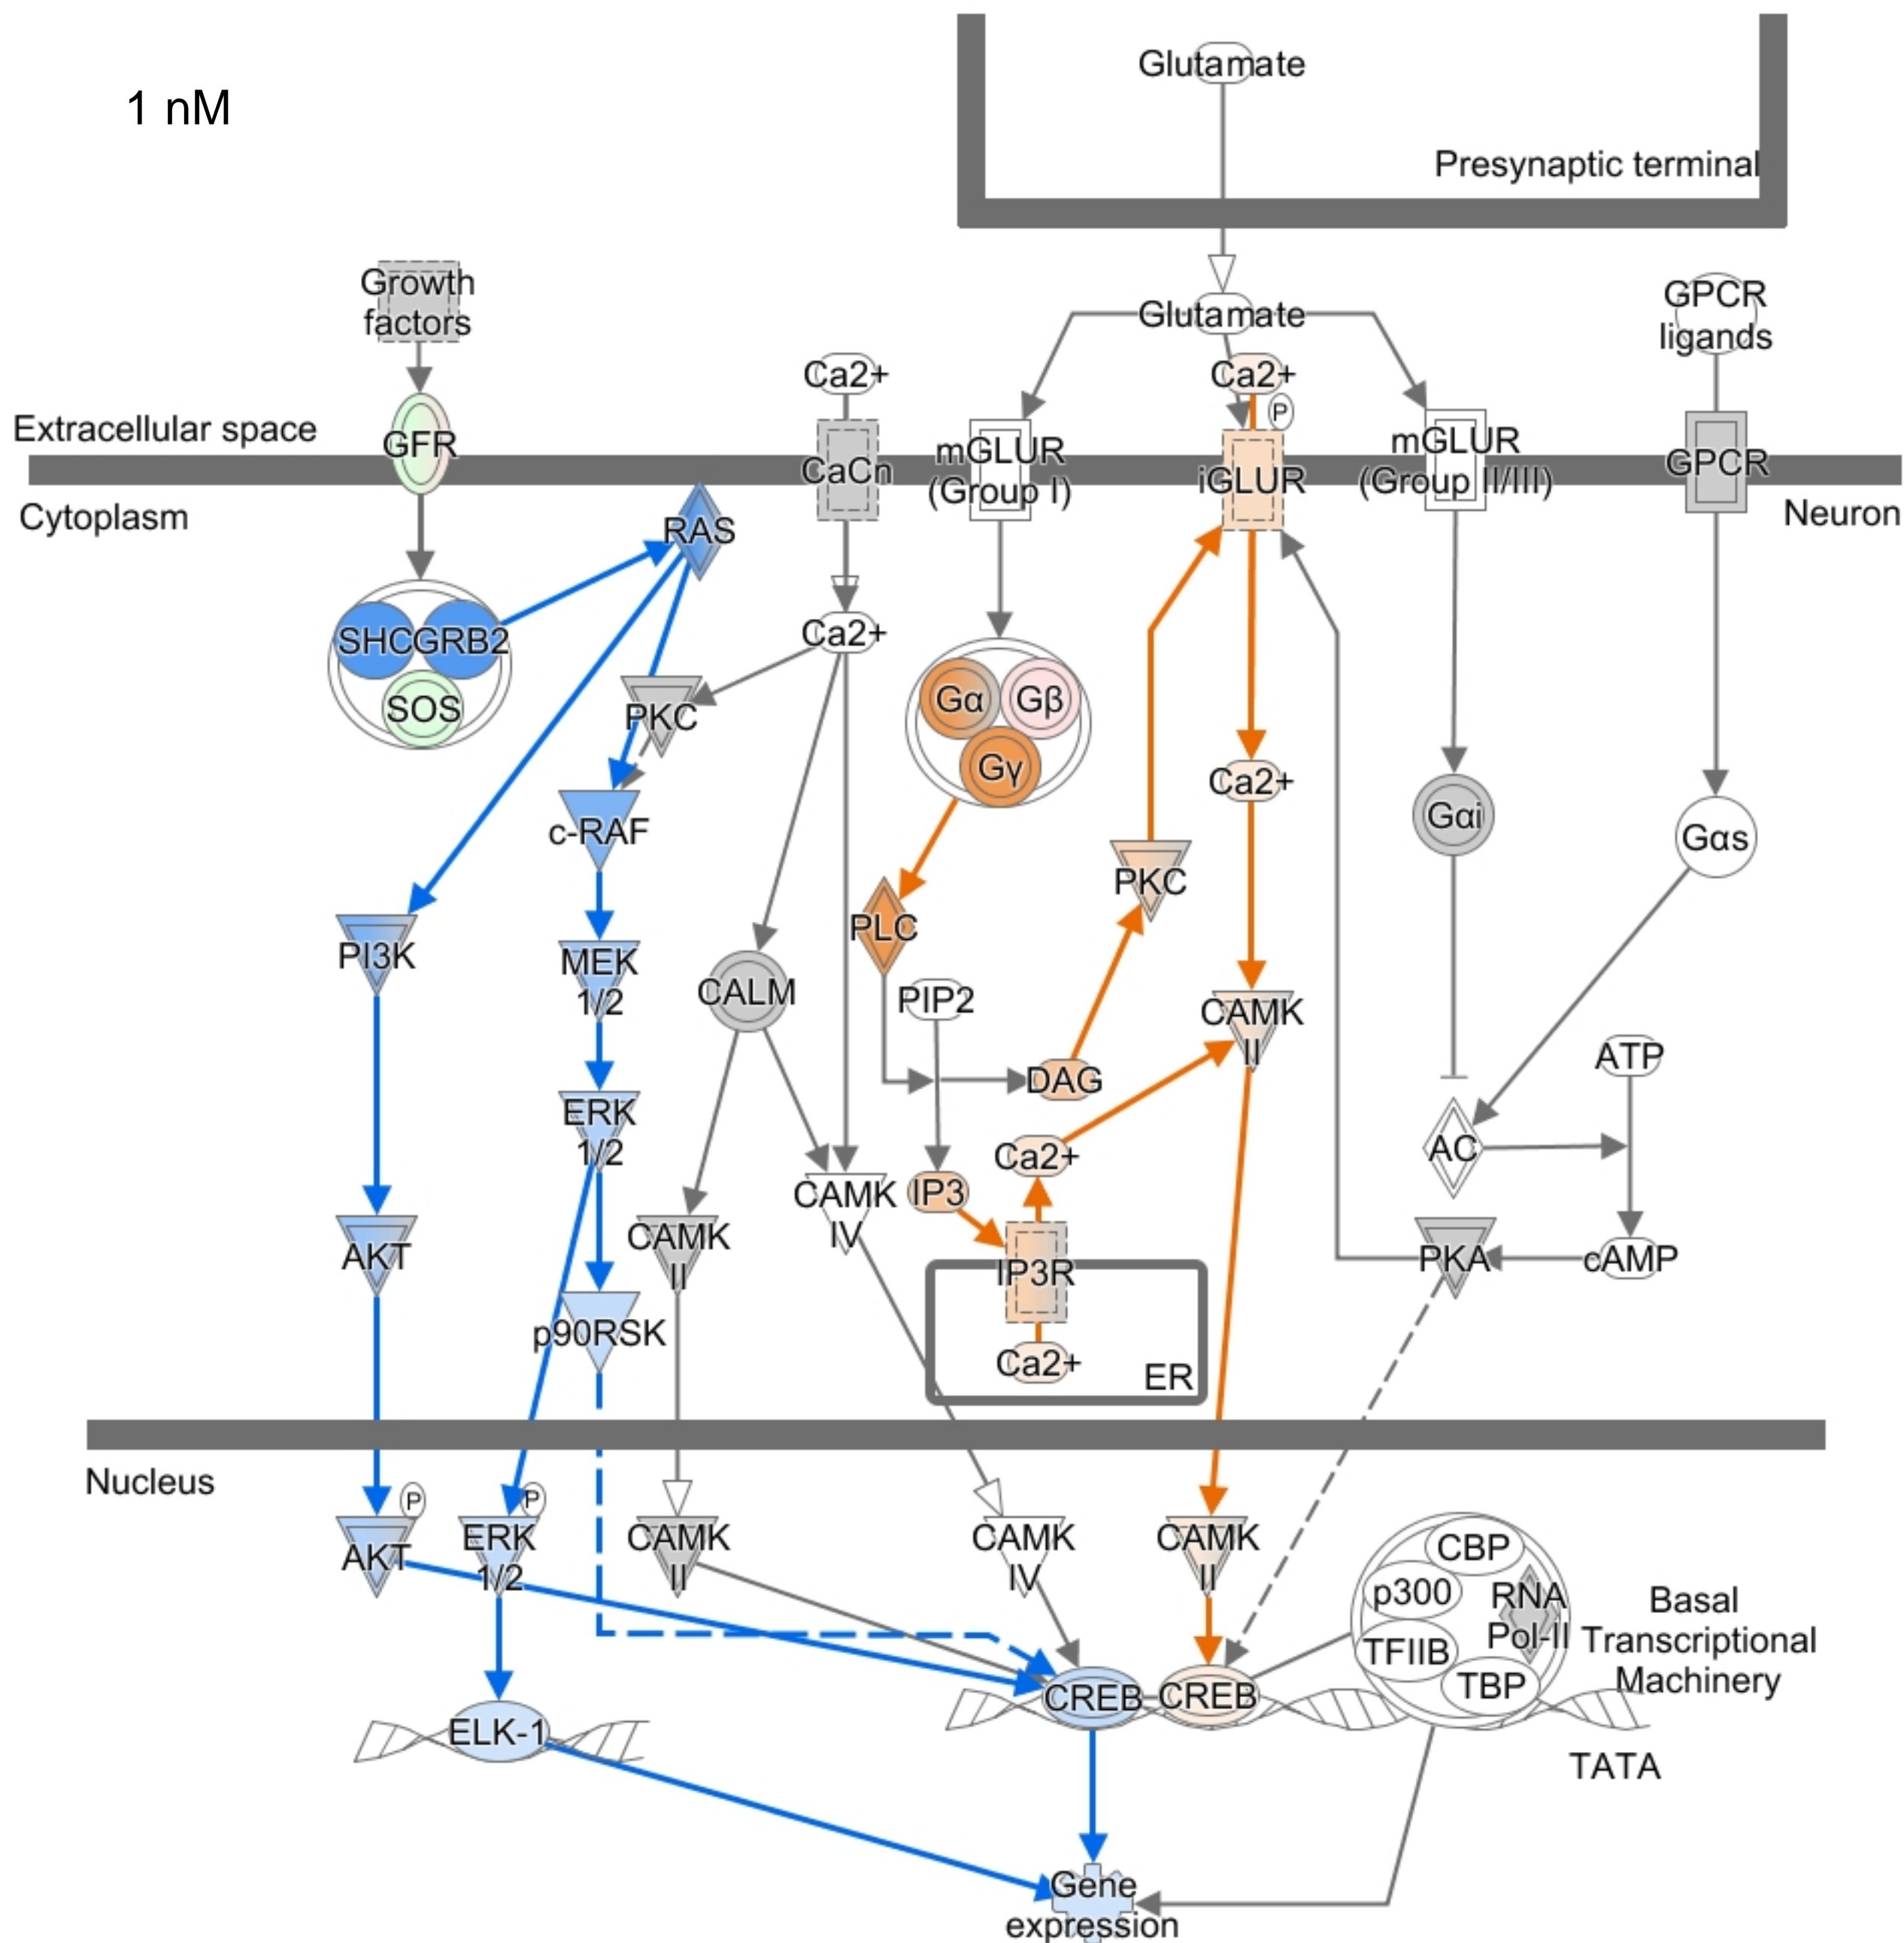 1 nM
Glutamate
Presynaptic terminal
Growth
factors
Glutamate
GPCR
ligands
Ca2+
Ca2+
P
Extracellular space
GFR
CaCn
mGLUR
(Group I)
iGLUR
mGLUR
(Group II/III)
GPCR
Cytoplasm
Neuron
RAS
SHC
GRB2
SOS
Ca2+
PKC
Gα
Gβ
Gγ
Ca2+
Gαi
Gαs
c-RAF
PKC
PLC
PI3K
MEK
1/2
CALM
PIP2
CAMK
II
DAG
ATP
ERK
1/2
Ca2+
AC
CAMK
IV
IP3
AKT
CAMK
II
IP3R
PKA
cAMP
p90RSK
Ca2+
ER
Nucleus
P
P
AKT
ERK
1/2
CAMK
II
CAMK
IV
CAMK
II
CBP
p300
RNA
Pol-II
TFIIB
TBP
Basal
Transcriptional
Machinery
CREB
CREB
ELK-1
TATA
Gene
expression